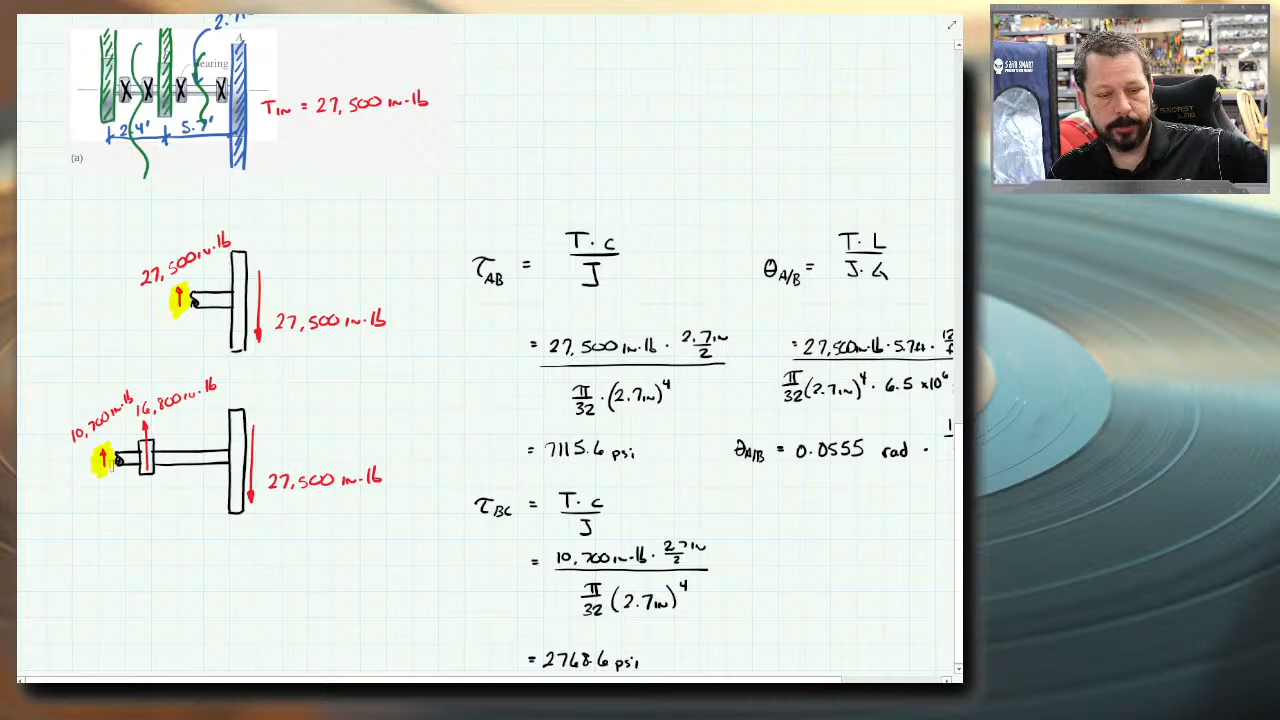 A
Bearing
T_IN = 27,500 in·lb
2.4' 5.7'
(a)
27,500 in·lb
27,500 in·lb
10,700 in·lb
16,800 in·lb
27,500 in·lb
τ_AB = T·c / J
= 27,500 in·lb · 2.7in/2
π/32 · (2.7in)^4
= 7115.6 psi
τ_BC = T·c / J
= 10,700 in·lb · 2.7in/2
π/32 (2.7in)^4
= 2768.6 psi
θ_A/B = T·L / J·G
= 27,500 in·lb · 5.7ft ·
π/32 (2.7in)^4 · 6.5 ×10^6
θ_A/B = 0.0555 rad ·
SAIN SMART
SECRET LAB